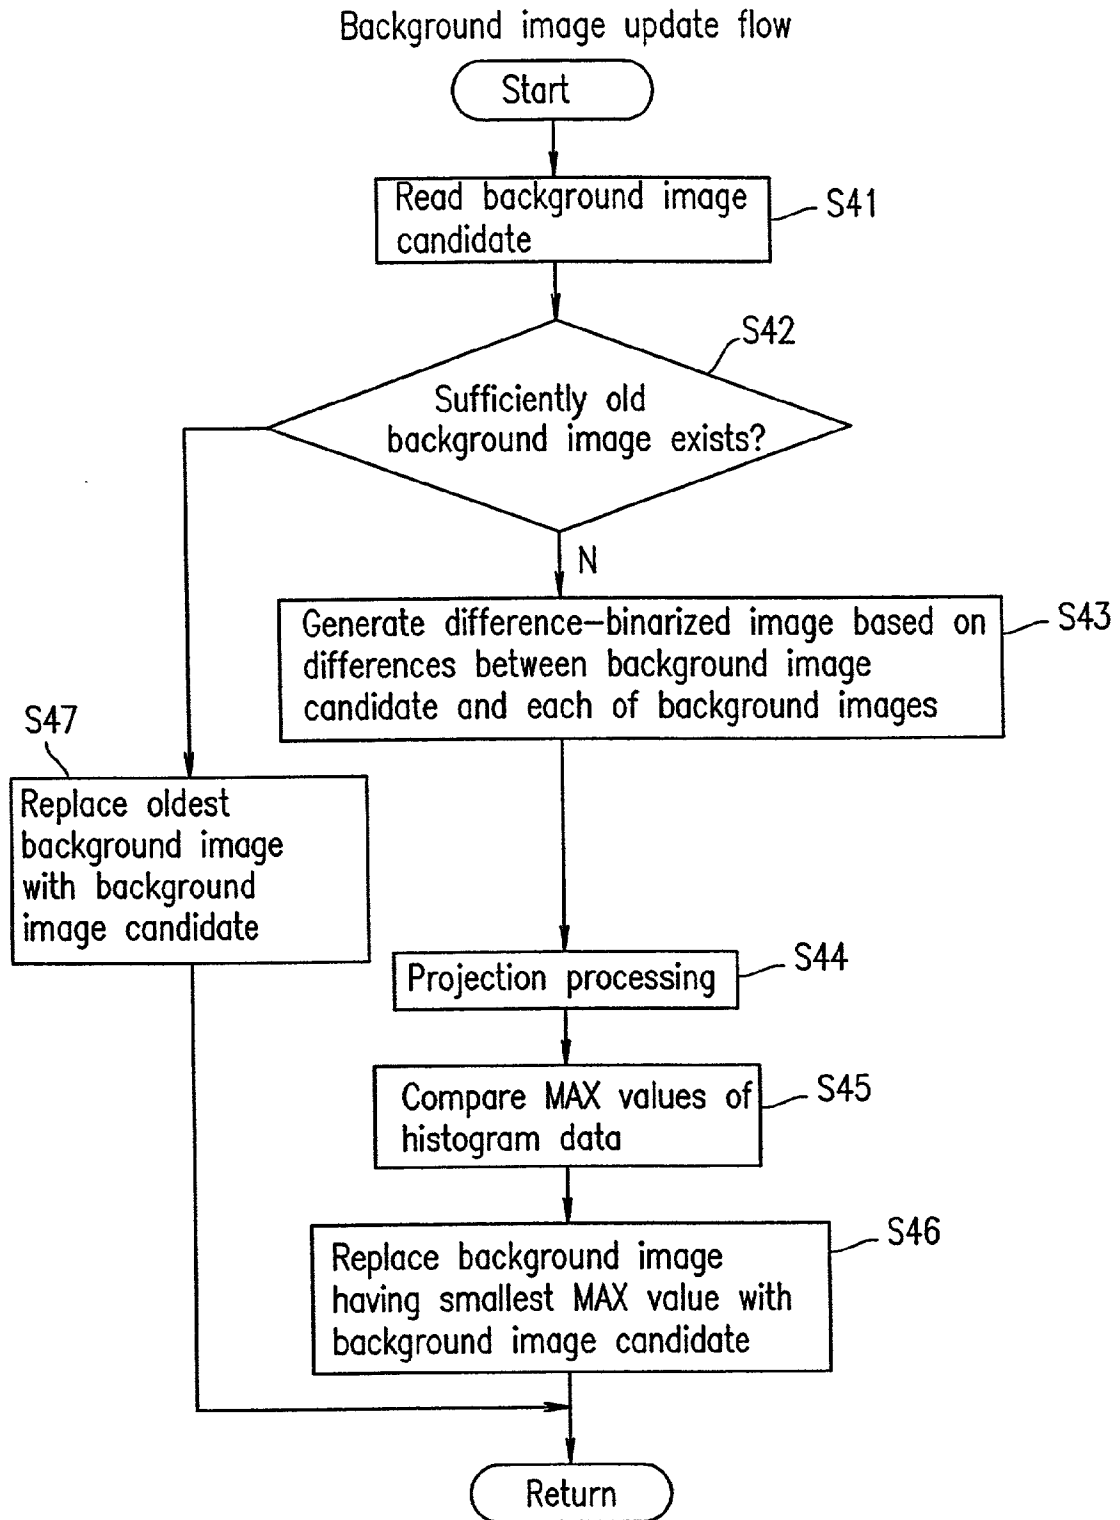 Background image update flow
Start
Read background image
candidate
S41
S42
Sufficiently old
background image exists?
N
Generate difference-binarized image based on
differences between background image
candidate and each of background images
S43
S47
Replace oldest
background image
with background
image candidate
Projection processing
S44
Compare MAX values of
histogram data
S45
Replace background image
having smallest MAX value with
background image candidate
S46
Return